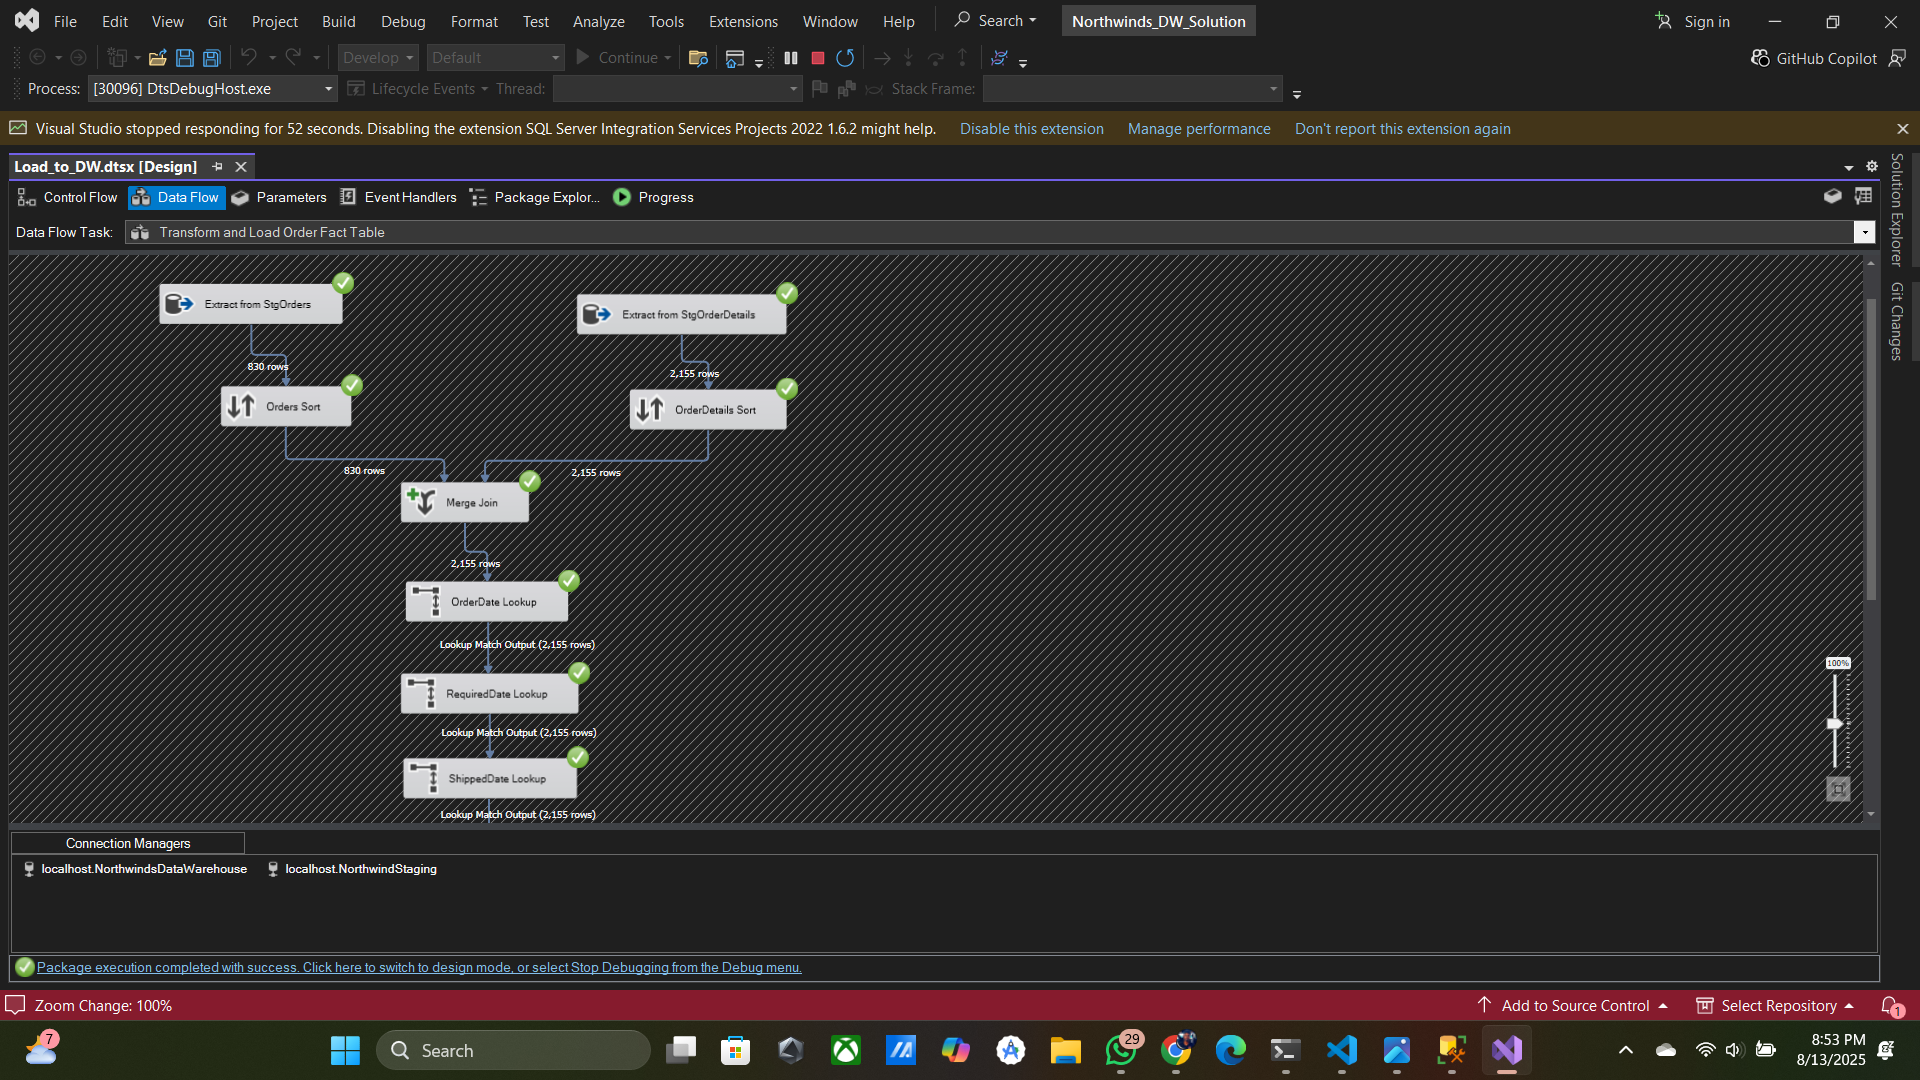 File Edit View Git Project Build Debug Format Test Analyze Tools Extensions Window Help Search Northwinds_DW_Solution Sign in
Develop Default Continue GitHub Copilot
Process: [30096] DtsDebugHost.exe Lifecycle Events Thread: Stack Frame:
Visual Studio stopped responding for 52 seconds. Disabling the extension SQL Server Integration Services Projects 2022 1.6.2 might help. Disable this extension Manage performance Don't report this extension again
Load_to_DW.dtsx [Design]
Control Flow Data Flow Parameters Event Handlers Package Explor... Progress
Data Flow Task: Transform and Load Order Fact Table
Solution Explorer
Git Changes
Extract from StgOrders
Extract from StgOrderDetails
830 rows
2,155 rows
Orders Sort
OrderDetails Sort
830 rows
2,155 rows
Merge Join
2,155 rows
OrderDate Lookup
Lookup Match Output (2,155 rows)
RequiredDate Lookup
Lookup Match Output (2,155 rows)
ShippedDate Lookup
Lookup Match Output (2,155 rows)
100%
Connection Managers
localhost.NorthwindsDataWarehouse localhost.NorthwindStaging
Package execution completed with success. Click here to switch to design mode, or select Stop Debugging from the Debug menu.
Zoom Change: 100% Add to Source Control Select Repository 1
7 Search 29 8:53 PM
8/13/2025